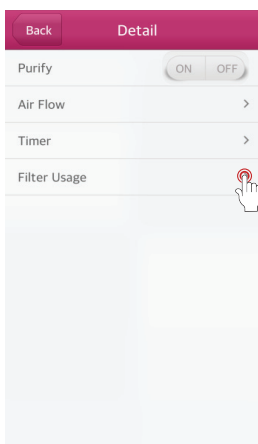 Back Detail
Purify ON OFF
Air Flow
Timer
Filter Usage